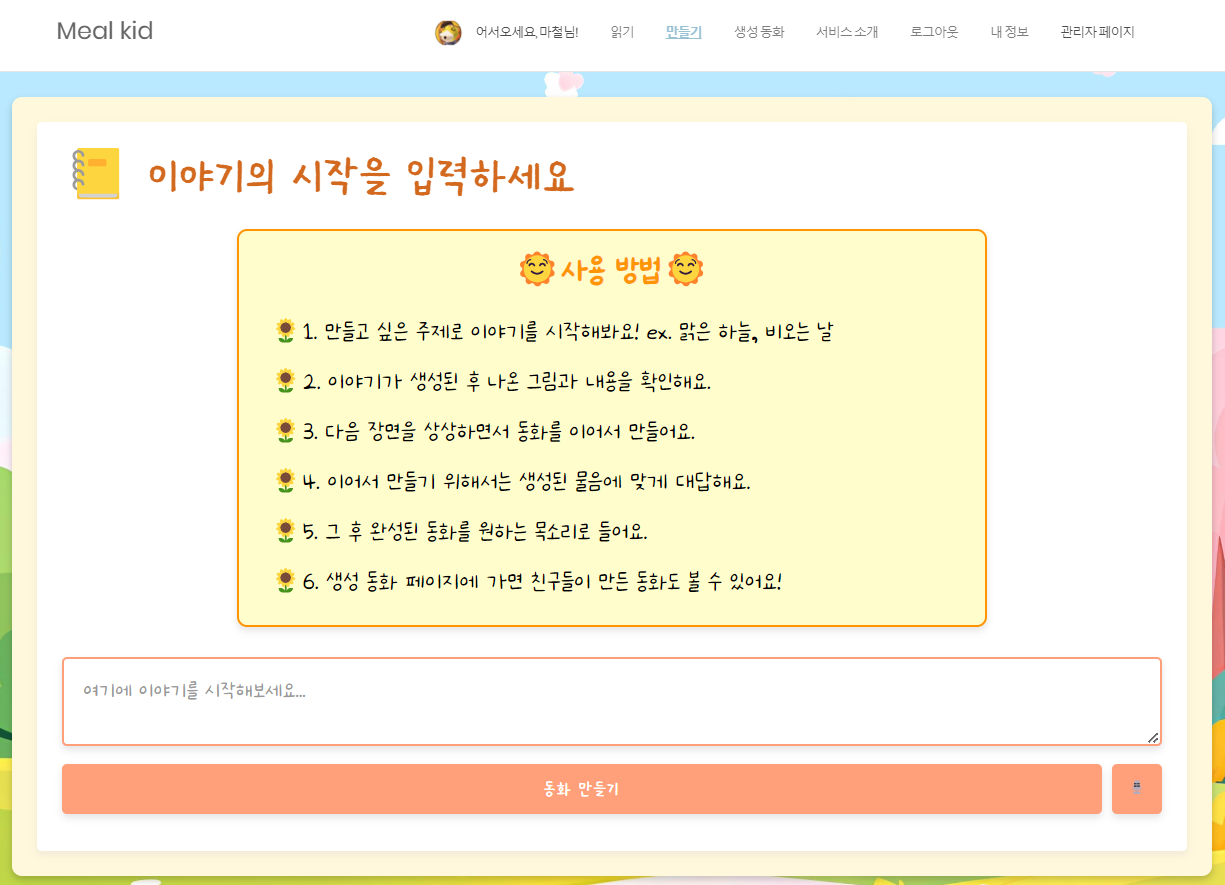 Meal kid
어서오세요, 마철님! 읽기 만들기 생성 동화 서비스 소개 로그아웃 내 정보 관리자 페이지
이야기의 시작을 입력하세요
사용 방법
1. 만들고 싶은 주제로 이야기를 시작해봐요! ex. 맑은 하늘, 비오는 날
2. 이야기가 생성된 후 나온 그림과 내용을 확인해요.
3. 다음 장면을 상상하면서 동화를 이어서 만들어요.
4. 이어서 만들기 위해서는 생성된 물음에 맞게 대답해요.
5. 그 후 완성된 동화를 원하는 목소리로 들어요.
6. 생성 동화 페이지에 가면 친구들이 만든 동화도 볼 수 있어요!
여기에 이야기를 시작해보세요...
동화 만들기